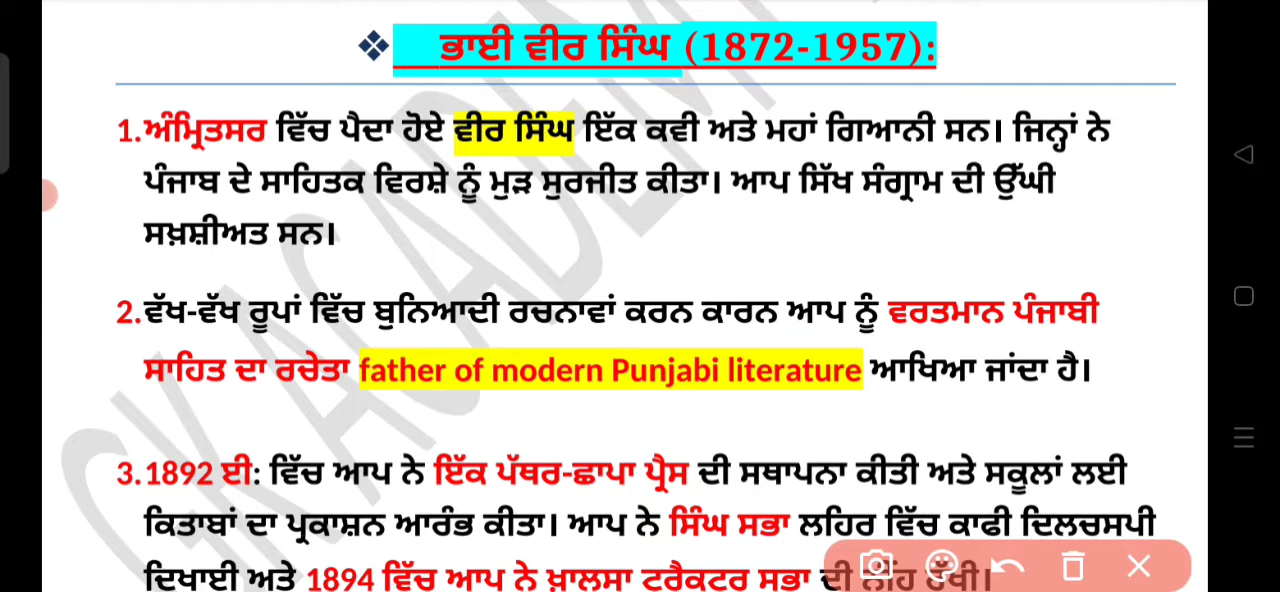 ❖ ਭਾਈ ਵੀਰ ਸਿੰਘ (1872-1957):
1. ਅੰਮ੍ਰਿਤਸਰ ਵਿੱਚ ਪੈਦਾ ਹੋਏ ਵੀਰ ਸਿੰਘ ਇੱਕ ਕਵੀ ਅਤੇ ਮਹਾਂ ਗਿਆਨੀ ਸਨ। ਜਿਨ੍ਹਾਂ ਨੇ
ਪੰਜਾਬ ਦੇ ਸਾਹਿਤਕ ਵਿਰਸ਼ੇ ਨੂੰ ਮੁੜ ਸੁਰਜੀਤ ਕੀਤਾ। ਆਪ ਸਿੱਖ ਸੰਗ੍ਰਾਮ ਦੀ ਉੱਘੀ
ਸਖ਼ਸ਼ੀਅਤ ਸਨ।
2. ਵੱਖ-ਵੱਖ ਰੂਪਾਂ ਵਿੱਚ ਬੁਨਿਆਦੀ ਰਚਨਾਵਾਂ ਕਰਨ ਕਾਰਨ ਆਪ ਨੂੰ ਵਰਤਮਾਨ ਪੰਜਾਬੀ
ਸਾਹਿਤ ਦਾ ਰਚੇਤਾ father of modern Punjabi literature ਆਖਿਆ ਜਾਂਦਾ ਹੈ।
3. 1892 ਈ: ਵਿੱਚ ਆਪ ਨੇ ਇੱਕ ਪੱਥਰ-ਛਾਪਾ ਪ੍ਰੈਸ ਦੀ ਸਥਾਪਨਾ ਕੀਤੀ ਅਤੇ ਸਕੂਲਾਂ ਲਈ
ਕਿਤਾਬਾਂ ਦਾ ਪ੍ਰਕਾਸ਼ਨ ਆਰੰਭ ਕੀਤਾ। ਆਪ ਨੇ ਸਿੰਘ ਸਭਾ ਲਹਿਰ ਵਿੱਚ ਕਾਫੀ ਦਿਲਚਸਪੀ
ਦਿਖਾਈ ਅਤੇ 1894 ਵਿੱਚ ਆਪ ਨੇ ਖ਼ਾਲਸਾ ਟਰੈਕਟਰ ਸਭਾ ਦੀ ਨੀਂਹ ਰੱਖੀ।
GK ACADEM